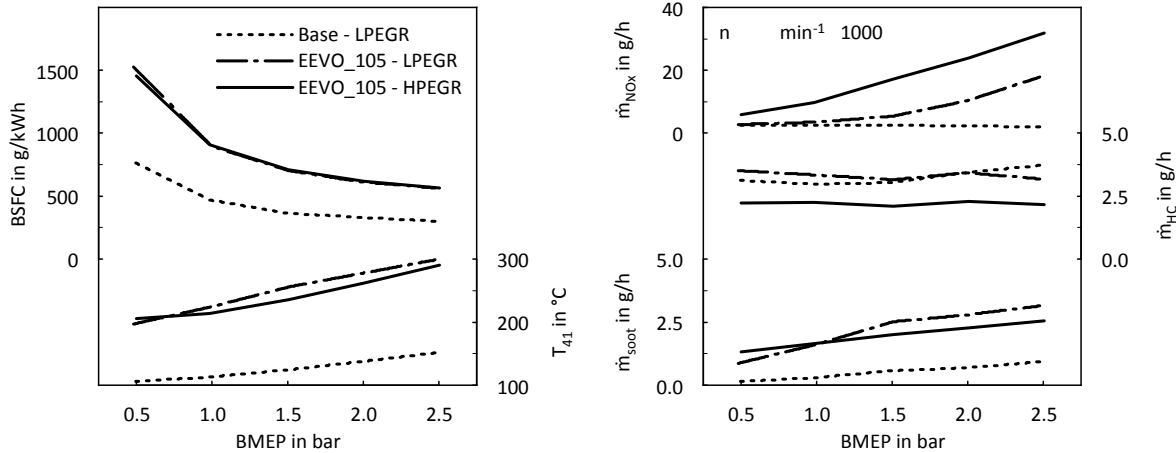 Base - LPEGR
EEVO_105 - LPEGR
EEVO_105 - HPEGR
1500
1000
500
0
BSFC in g/kWh
300
200
100
T41 in °C
0.5 1.0 1.5 2.0 2.5
BMEP in bar
n min-1 1000
40
20
0
ṁNOx in g/h
5.0
2.5
0.0
ṁHC in g/h
5.0
2.5
0.0
ṁsoot in g/h
0.5 1.0 1.5 2.0 2.5
BMEP in bar